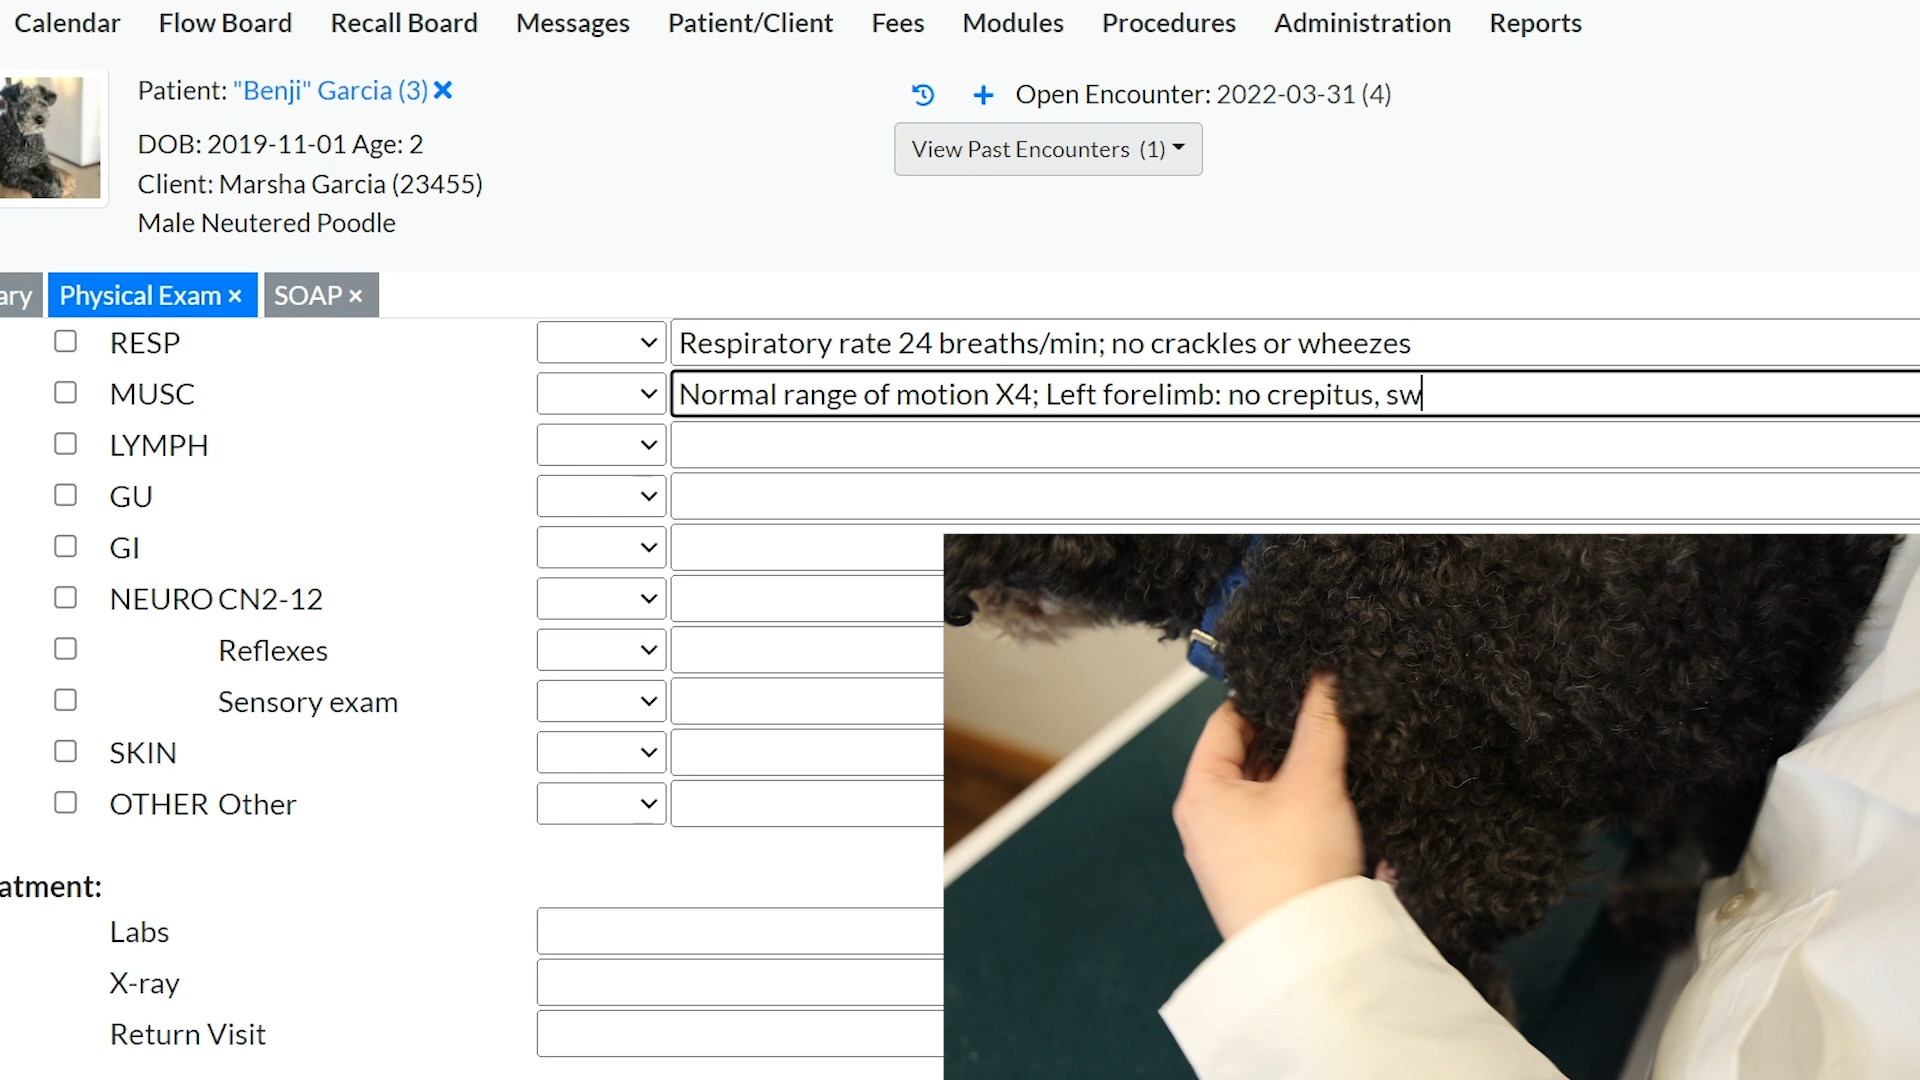 Calendar Flow Board Recall Board Messages Patient/Client Fees Modules Procedures Administration Reports
Patient: "Benji" Garcia (3)
Open Encounter: 2022-03-31 (4)
DOB: 2019-11-01 Age: 2
View Past Encounters (1)
Client: Marsha Garcia (23455)
Male Neutered Poodle
ary Physical Exam × SOAP ×
RESP Respiratory rate 24 breaths/min; no crackles or wheezes
MUSC Normal range of motion X4; Left forelimb: no crepitus, sw
LYMPH
GU
GI
NEURO CN2-12
Reflexes
Sensory exam
SKIN
OTHER Other
atment:
Labs
X-ray
Return Visit